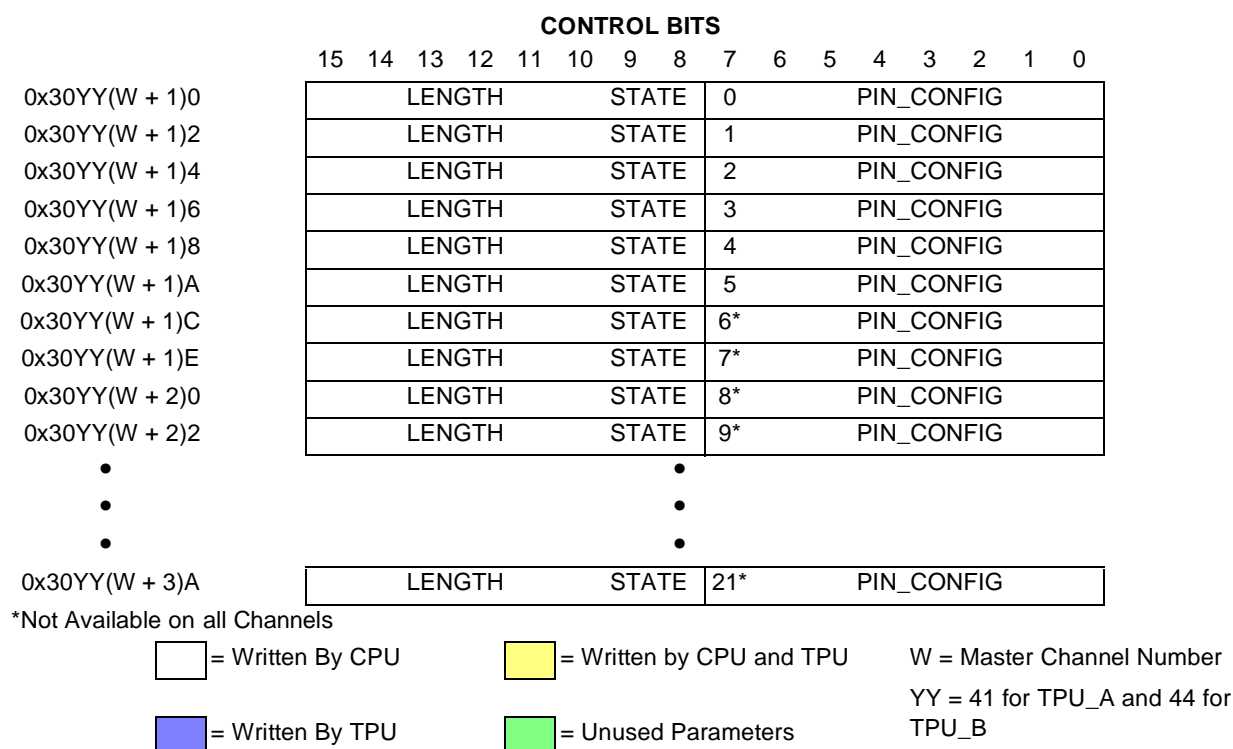 CONTROL BITS
15 14 13 12 11 10 9 8 7 6 5 4 3 2 1 0
0x30YY(W + 1)0 LENGTH STATE 0 PIN_CONFIG
0x30YY(W + 1)2 LENGTH STATE 1 PIN_CONFIG
0x30YY(W + 1)4 LENGTH STATE 2 PIN_CONFIG
0x30YY(W + 1)6 LENGTH STATE 3 PIN_CONFIG
0x30YY(W + 1)8 LENGTH STATE 4 PIN_CONFIG
0x30YY(W + 1)A LENGTH STATE 5 PIN_CONFIG
0x30YY(W + 1)C LENGTH STATE 6* PIN_CONFIG
0x30YY(W + 1)E LENGTH STATE 7* PIN_CONFIG
0x30YY(W + 2)0 LENGTH STATE 8* PIN_CONFIG
0x30YY(W + 2)2 LENGTH STATE 9* PIN_CONFIG
• •
• •
• •
0x30YY(W + 3)A LENGTH STATE 21* PIN_CONFIG
*Not Available on all Channels
= Written By CPU = Written by CPU and TPU W = Master Channel Number
= Written By TPU = Unused Parameters YY = 41 for TPU_A and 44 for
TPU_B